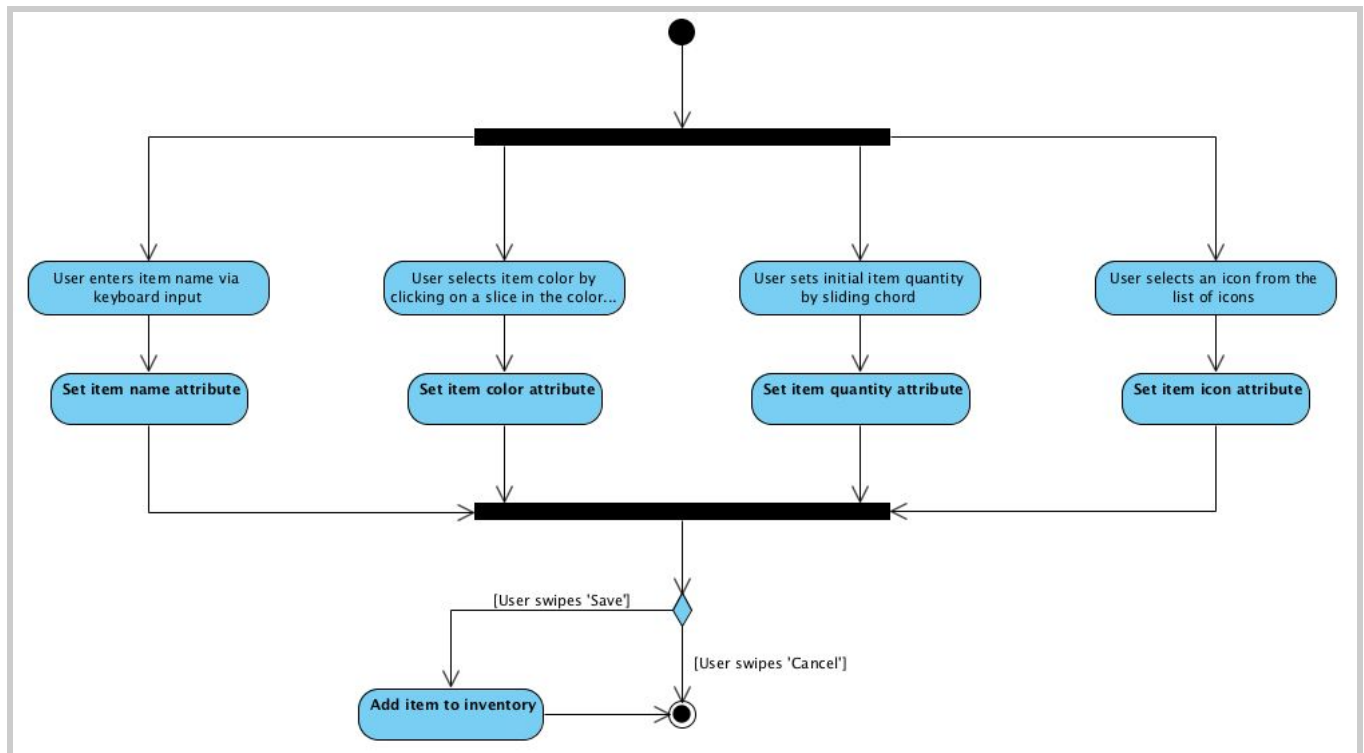 User enters item name via
keyboard input
User selects item color by
clicking on a slice in the color...
User sets initial item quantity
by sliding chord
User selects an icon from the
list of icons
Set item name attribute
Set item color attribute
Set item quantity attribute
Set item icon attribute
[User swipes 'Save']
[User swipes 'Cancel']
Add item to inventory